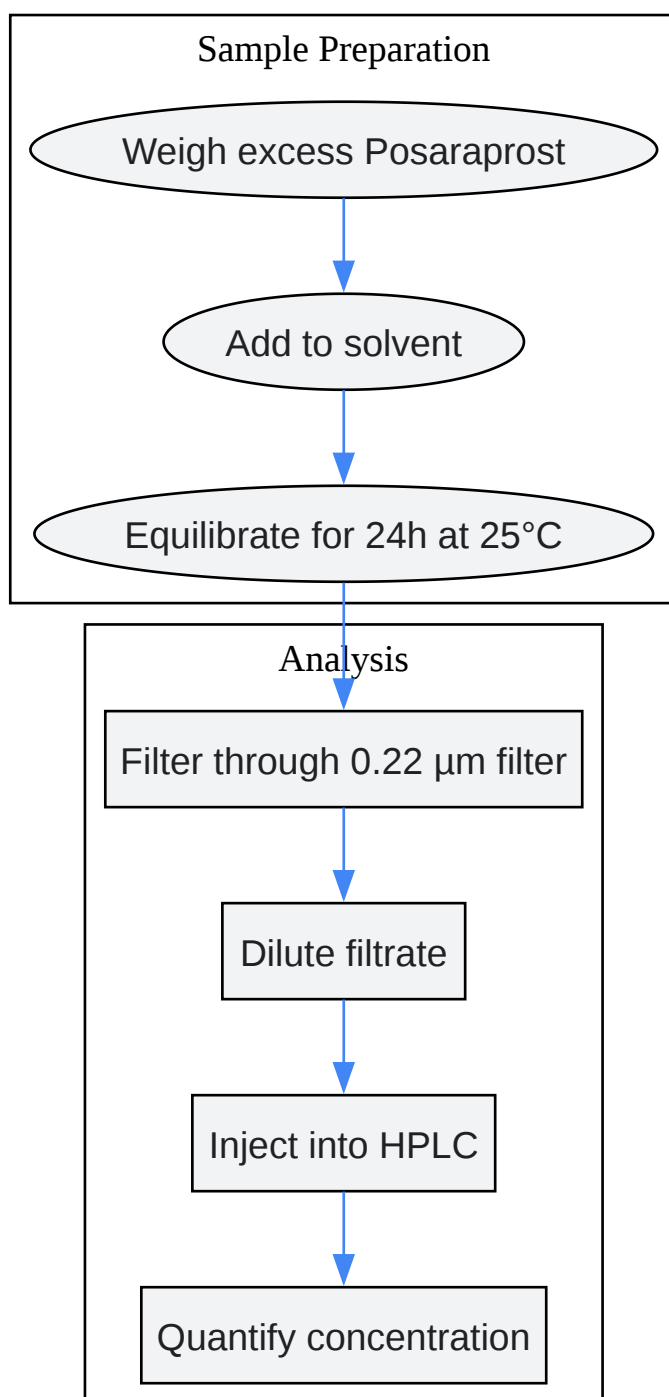 Sample Preparation
Weigh excess Posaraprost
Add to solvent
Equilibrate for 24h at 25°C
Analysis
Filter through 0.22 µm filter
Dilute filtrate
Inject into HPLC
Quantify concentration